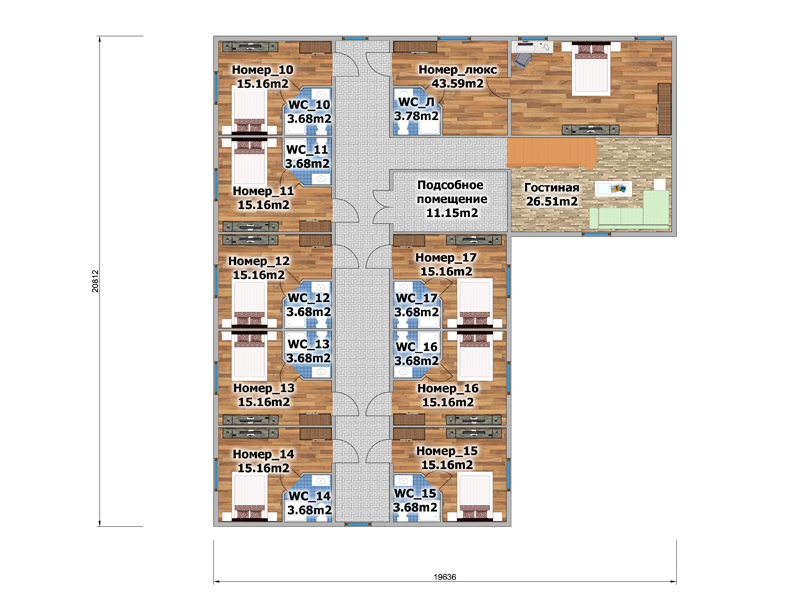 Номер_10
15.16m2
WC_10
3.68m2
Номер_люкс
43.59m2
WC_Л
3.78m2
WC_11
3.68m2
Номер_11
15.16m2
Подсобное
помещение
11.15m2
Гостиная
26.51m2
Номер_12
15.16m2
WC_12
3.68m2
Номер_17
15.16m2
WC_17
3.68m2
WC_13
3.68m2
Номер_13
15.16m2
WC_16
3.68m2
Номер_16
15.16m2
Номер_14
15.16m2
WC_14
3.68m2
Номер_15
15.16m2
WC_15
3.68m2
20812
19636